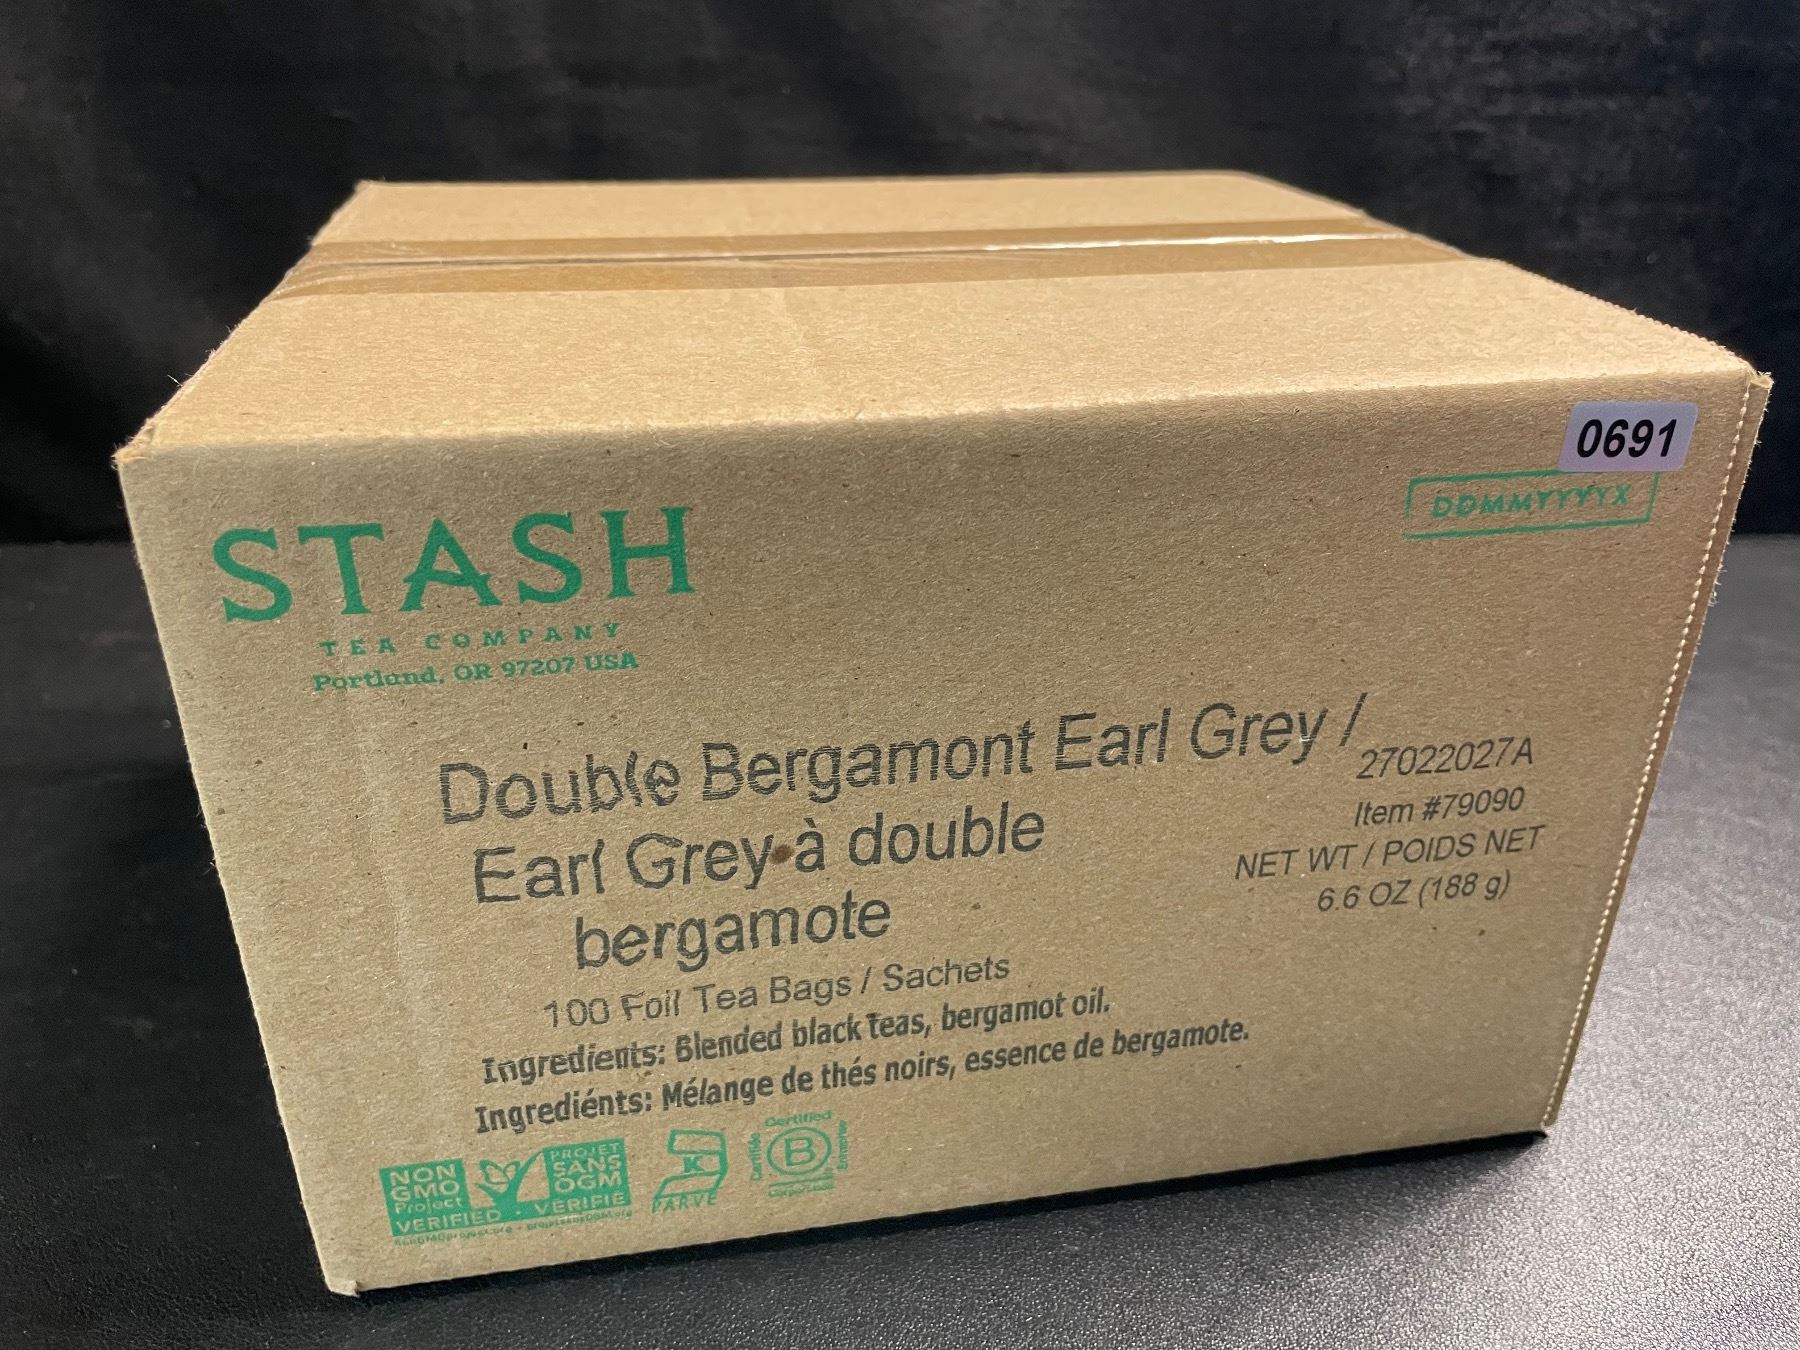 0691
DDMMYYYYX
STASH
TEA COMPANY
Portland, OR 97207 USA
Double Bergamont Earl Grey /
Earl Grey à double
bergamote
27022027A
Item #79090
NET WT / POIDS NET
6.6 OZ (188 g)
100 Foil Tea Bags / Sachets
Ingredients: Blended black teas, bergamot oil.
Ingrediénts: Mélange de thés noirs, essence de bergamote.
NON
GMO
Project
VERIFIED
PROJET
SANS
OGM
VÉRIFIÉ
K
PARVE
Certified
B